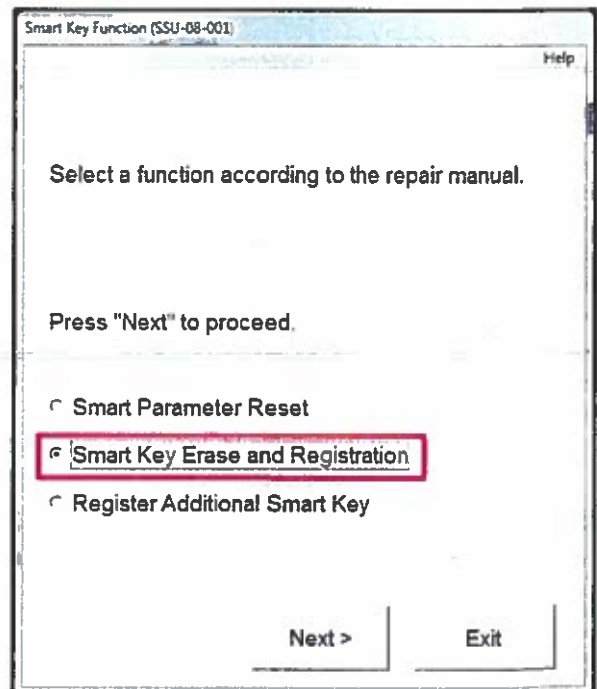 Smart Key Function (SSU-08-001)
Help
Select a function according to the repair manual.
Press "Next" to proceed.
Smart Parameter Reset
Smart Key Erase and Registration
Register Additional Smart Key
Next >
Exit